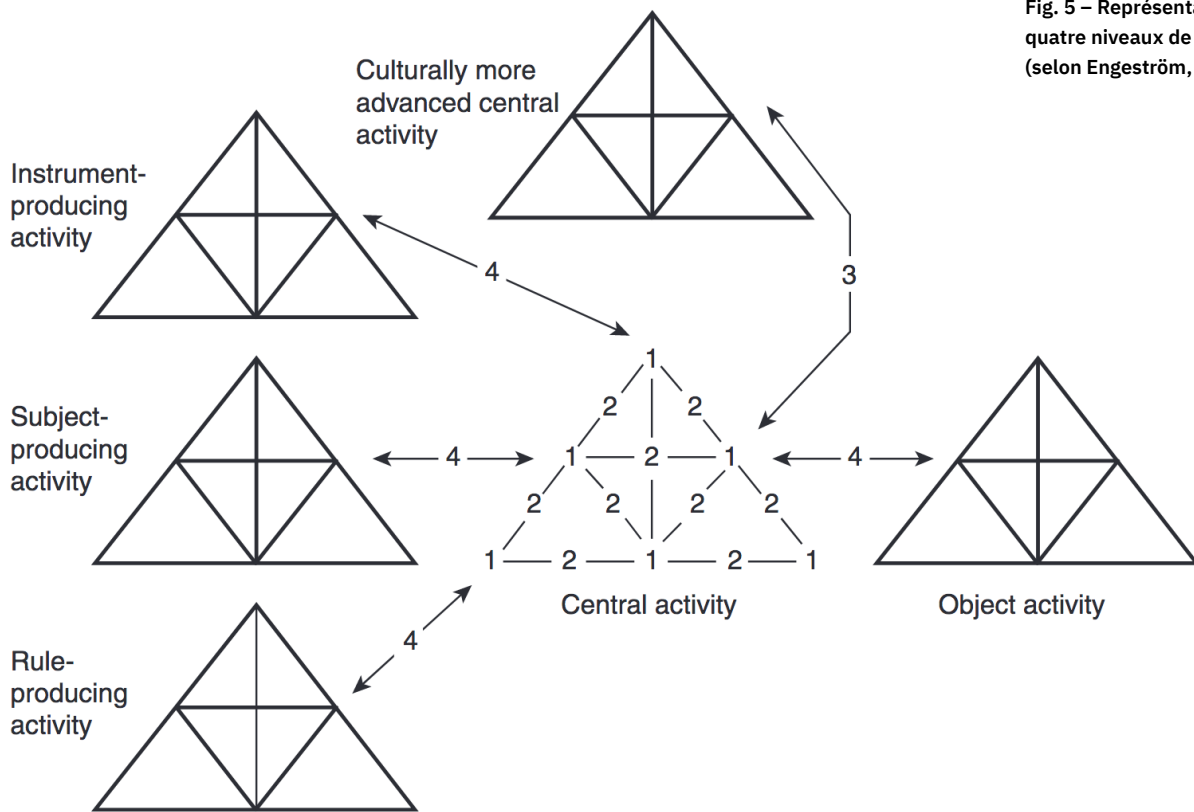 Fig. 5 –
quatre niveaux de
(selon Engeström,
Culturally more
advanced central
activity
Instrument-
producing
activity
4
3
1
2 2
Subject-
producing
activity
4
1 2 1
4
2 2 2 2
1 2 1 2 1
Central activity
Object activity
4
Rule-
producing
activity